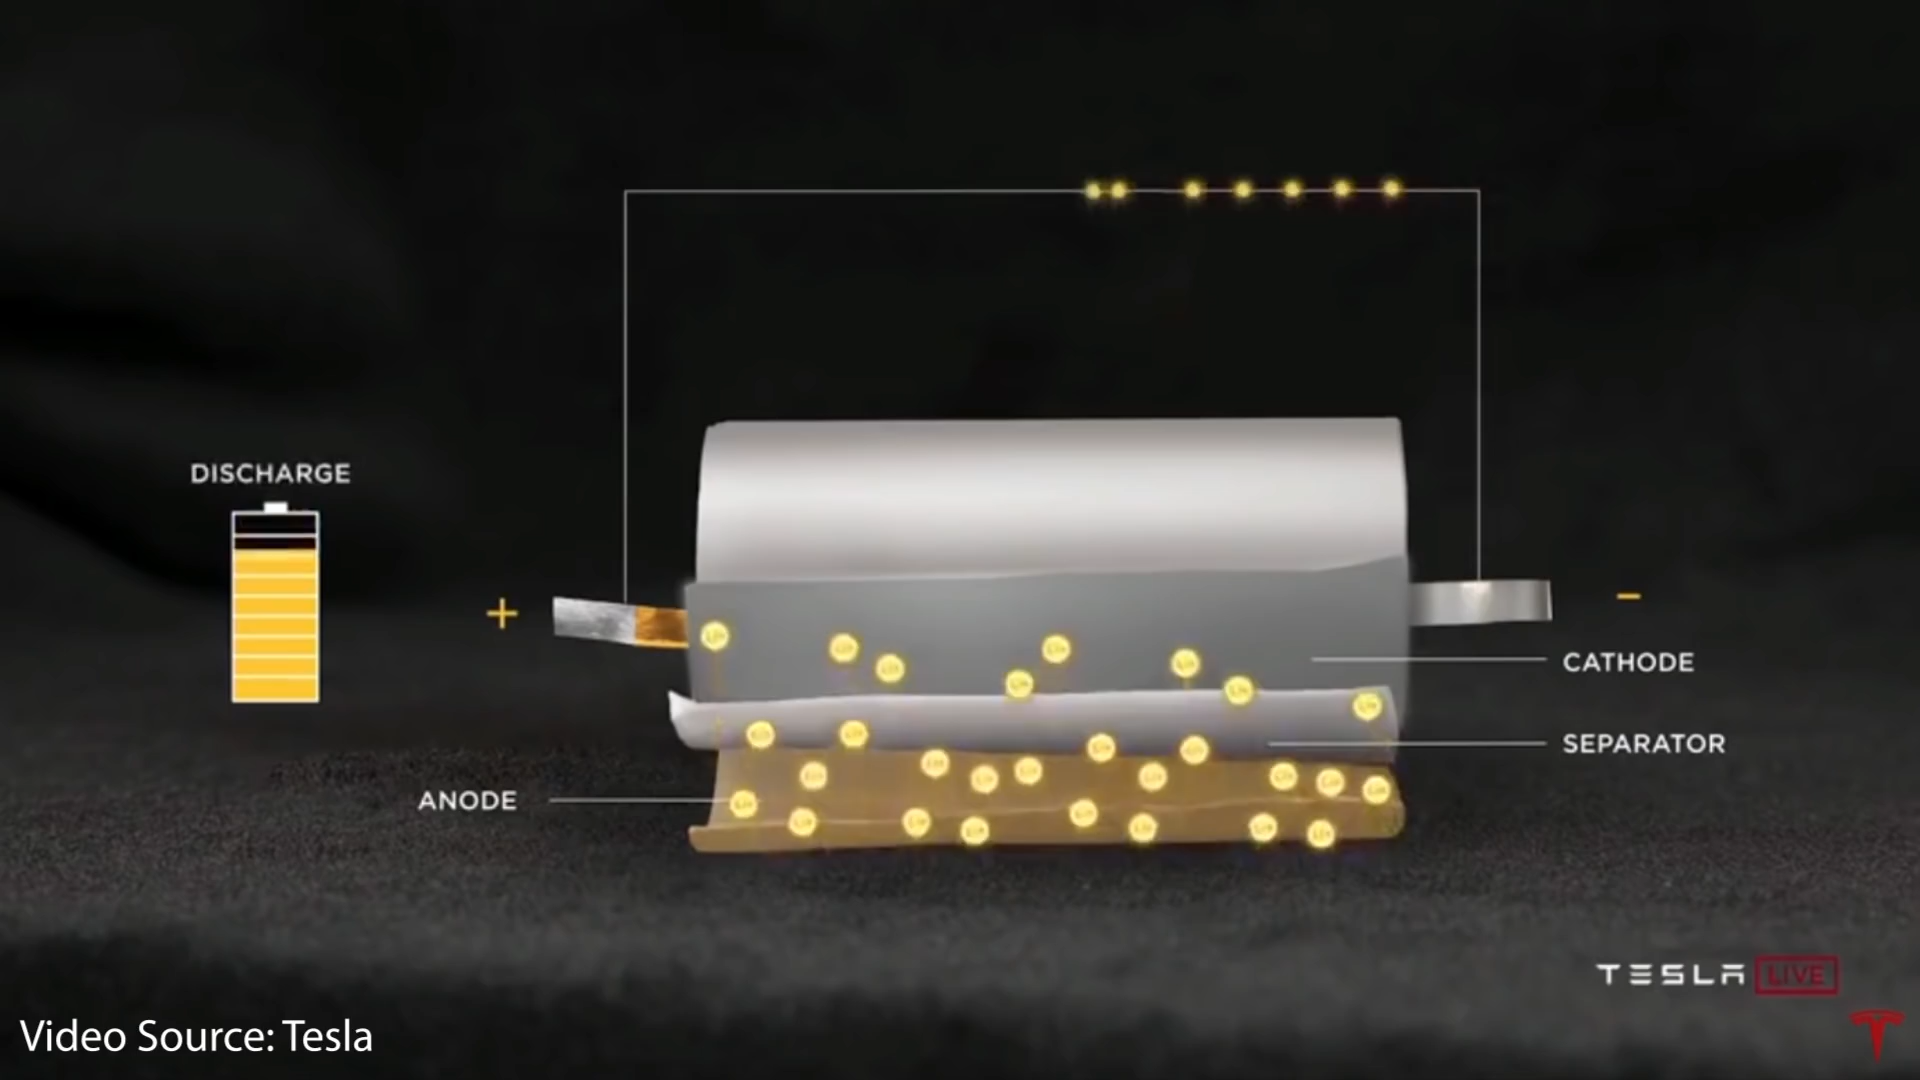 DISCHARGE
+
−
CATHODE
SEPARATOR
ANODE
TESLA LIVE
Video Source: Tesla